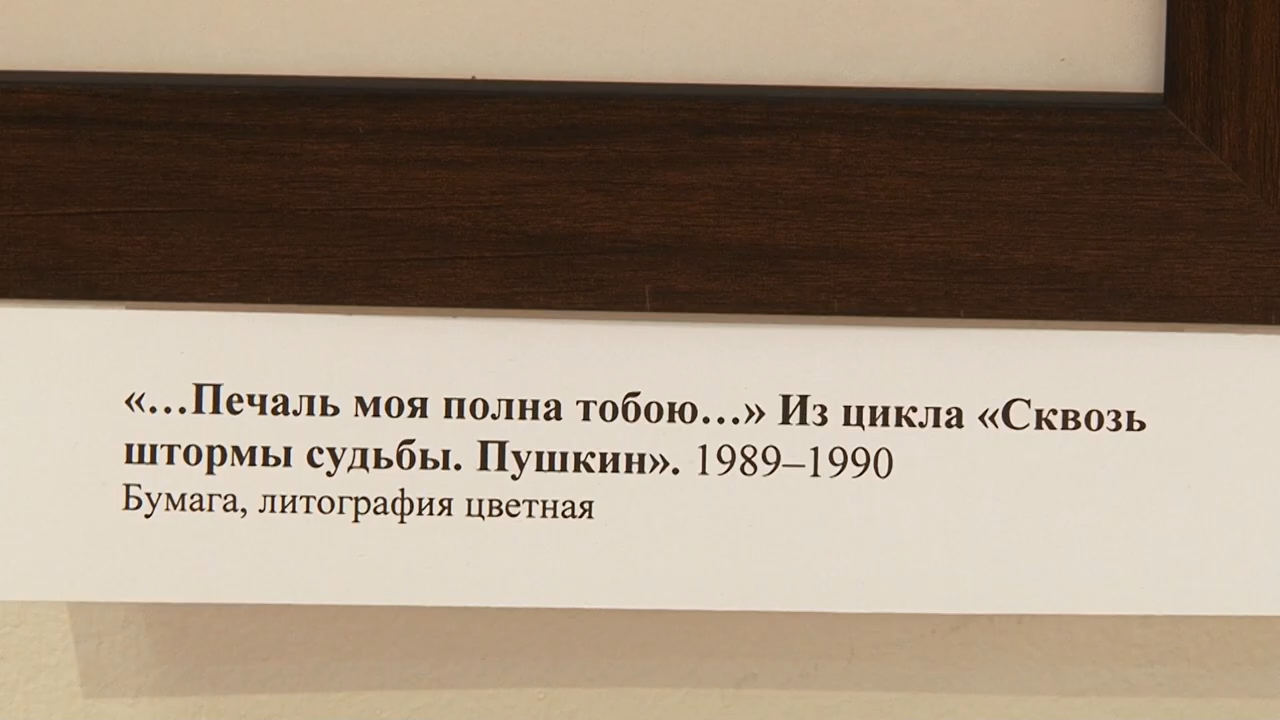 «…Печаль моя полна тобою…» Из цикла «Сквозь
штормы судьбы. Пушкин». 1989–1990
Бумага, литография цветная